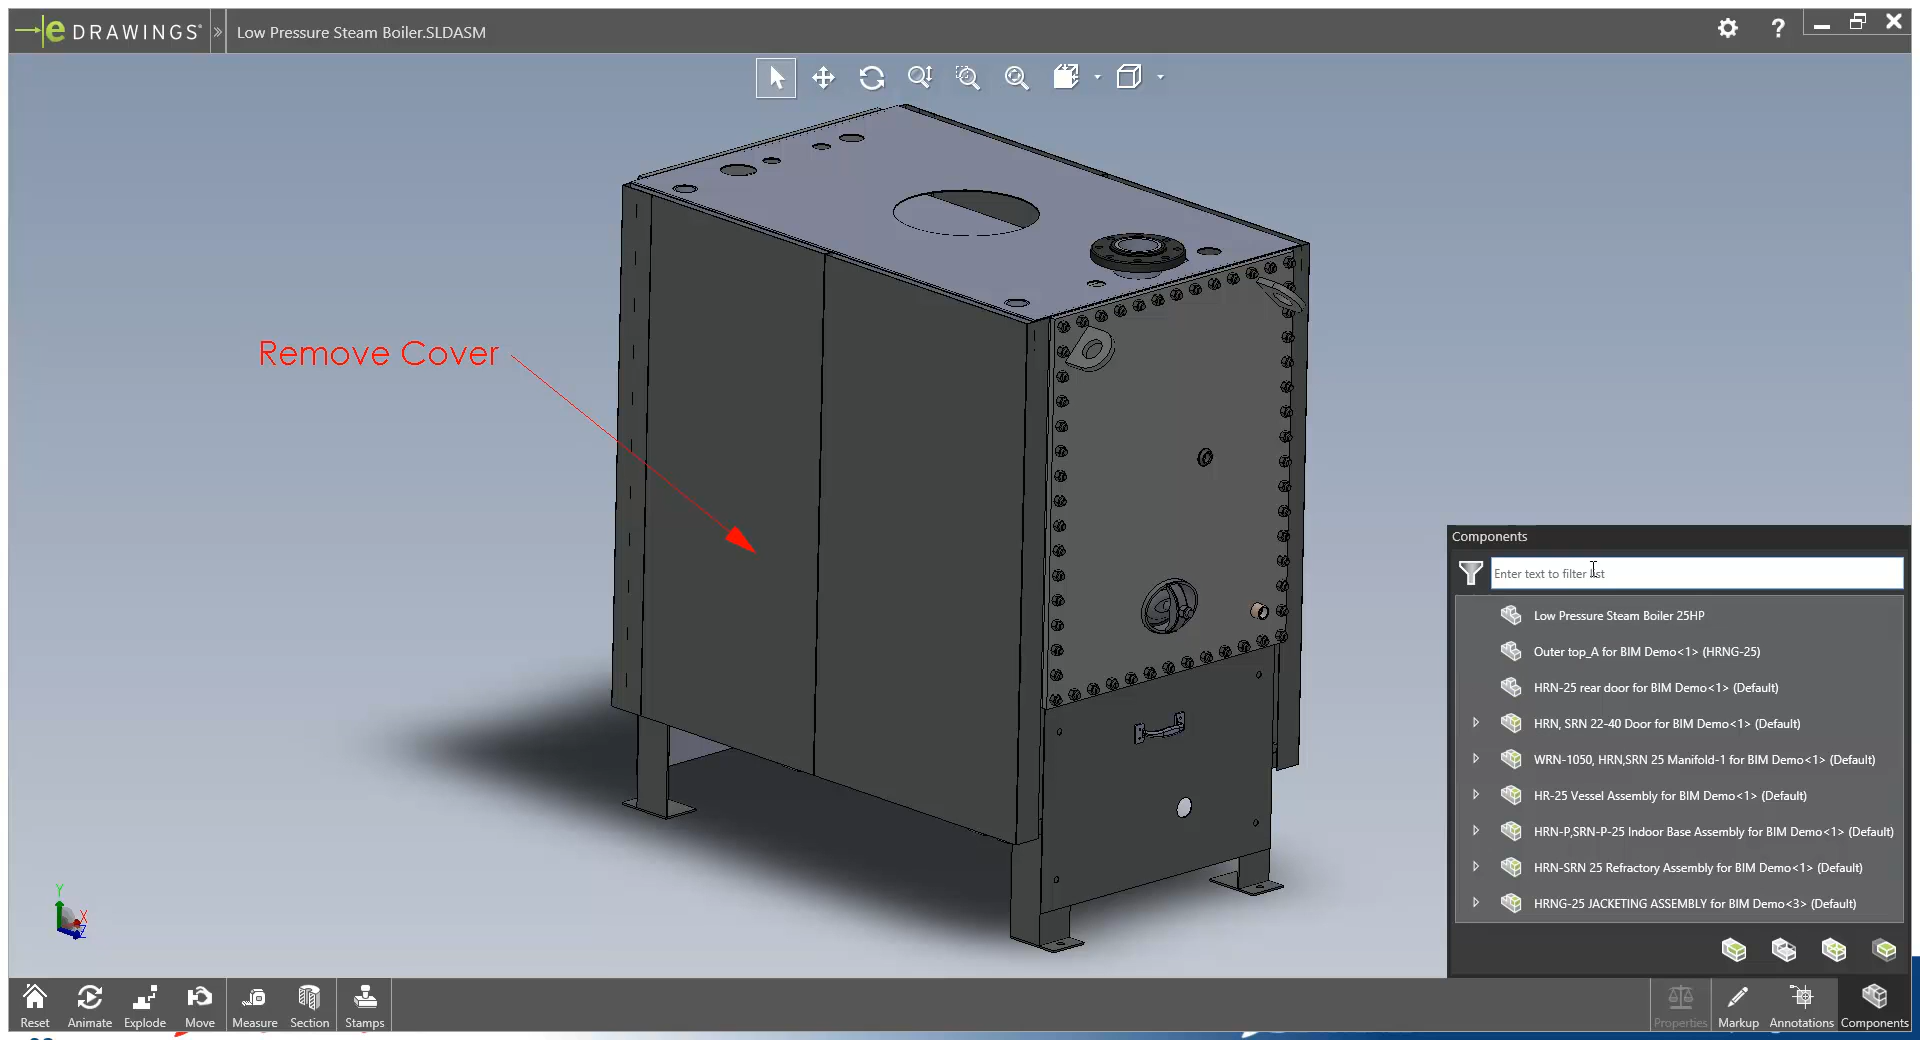 eDRAWINGS® » Low Pressure Steam Boiler.SLDASM
?
Remove Cover
Components
Enter text to filter list
Low Pressure Steam Boiler 25HP
Outer top_A for BIM Demo<1> (HRNG-25)
HRN-25 rear door for BIM Demo<1> (Default)
HRN, SRN 22-40 Door for BIM Demo<1> (Default)
WRN-1050, HRN,SRN 25 Manifold-1 for BIM Demo<1> (Default)
HR-25 Vessel Assembly for BIM Demo<1> (Default)
HRN-P,SRN-P-25 Indoor Base Assembly for BIM Demo<1> (Default)
HRN-SRN 25 Refractory Assembly for BIM Demo<1> (Default)
HRNG-25 JACKETING ASSEMBLY for BIM Demo<3> (Default)
Y
X
Z
Reset Animate Explode Move Measure Section Stamps Properties Markup Annotations Components